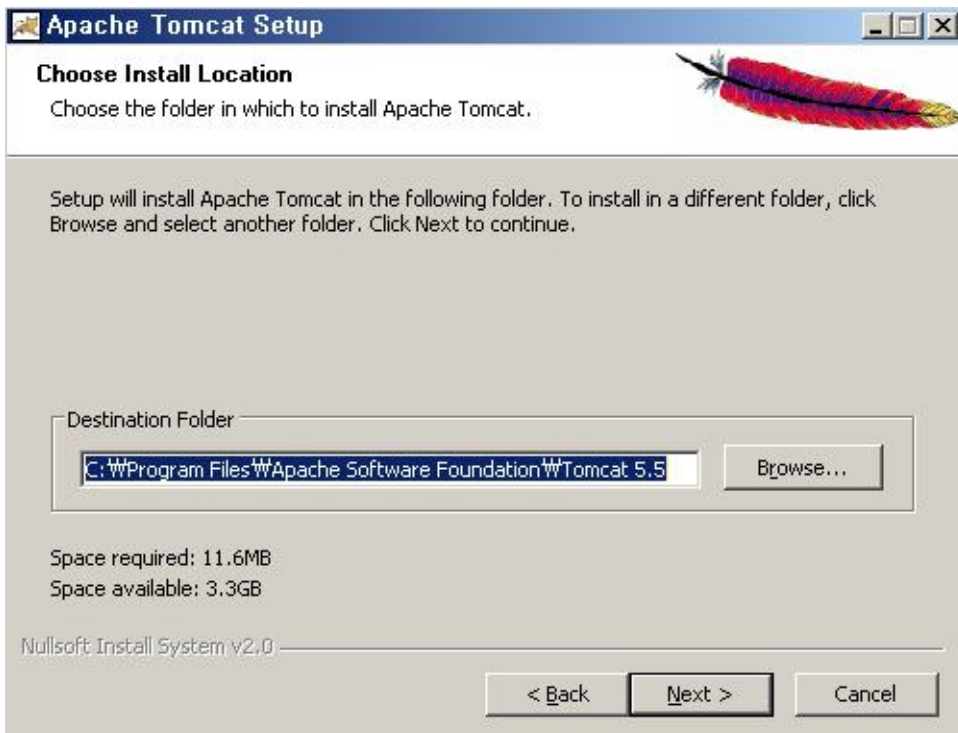 Apache Tomcat Setup
Choose Install Location
Choose the folder in which to install Apache Tomcat.
Setup will install Apache Tomcat in the following folder. To install in a different folder, click
Browse and select another folder. Click Next to continue.
Destination Folder
C:₩Program Files₩Apache Software Foundation₩Tomcat 5.5
Browse...
Space required: 11.6MB
Space available: 3.3GB
Nullsoft Install System v2.0
< Back
Next >
Cancel